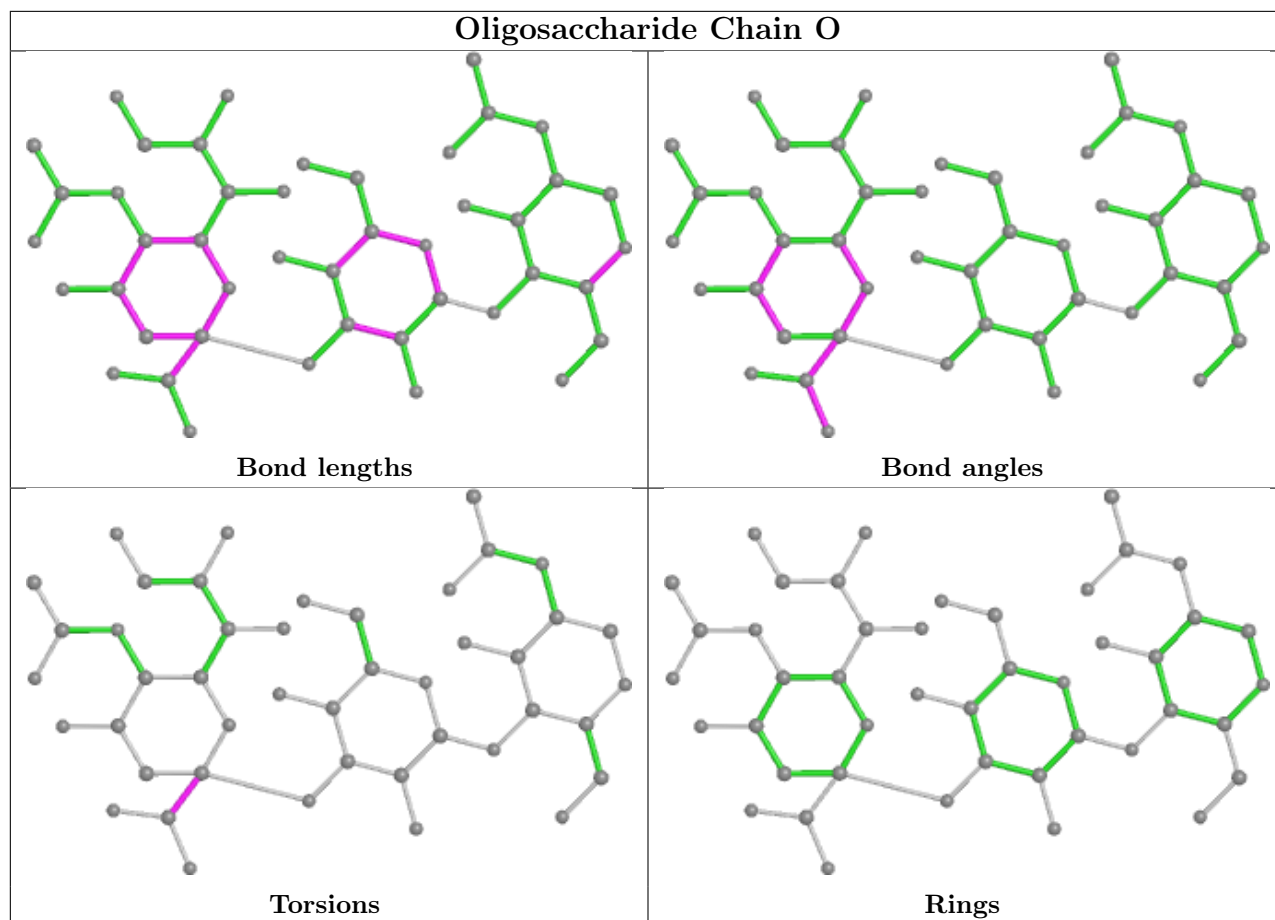 Oligosaccharide Chain O
Bond lengths
Bond angles
Torsions
Rings